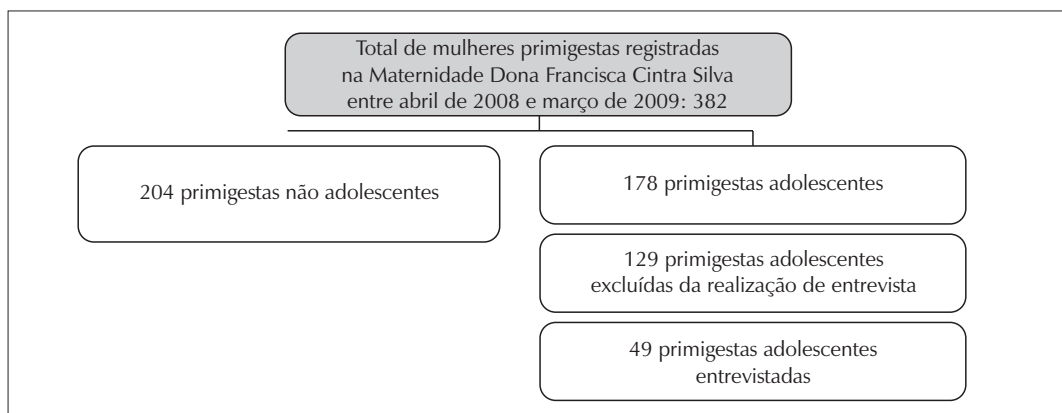 Total de mulheres primigestas registradas
na Maternidade Dona Francisca Cintra Silva
entre abril de 2008 e março de 2009: 382
204 primigestas não adolescentes
178 primigestas adolescentes
129 primigestas adolescentes
excluídas da realização de entrevista
49 primigestas adolescentes
entrevistadas